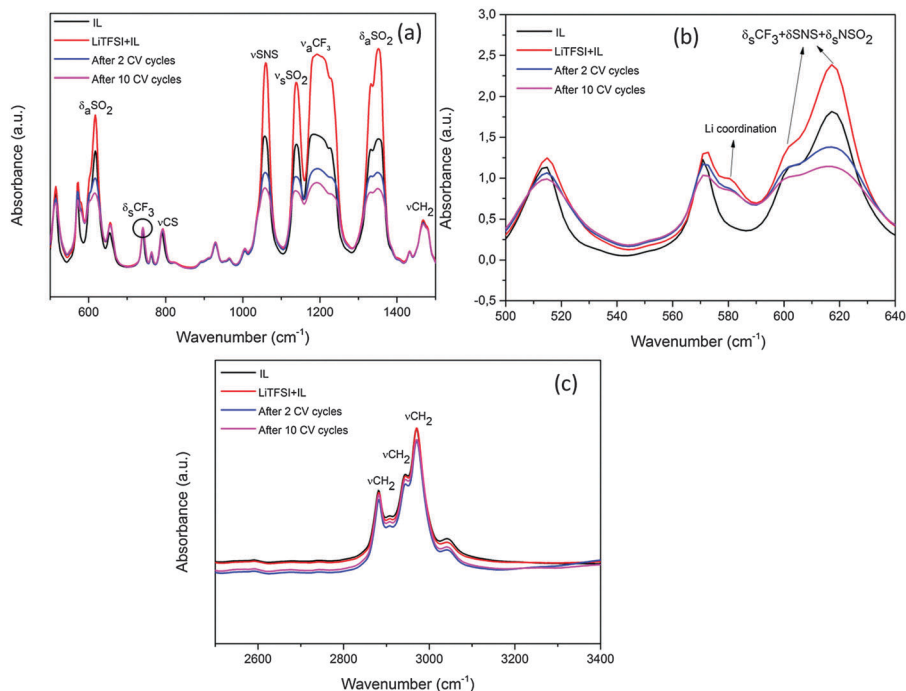 (a)
IL
LiTFSI+IL
After 2 CV cycles
After 10 CV cycles
δaSO2
δsCF3
νCS
νSNS
νsSO2
νaCF3
δaSO2
νCH2
Absorbance (a.u.)
600 800 1000 1200 1400
Wavenumber (cm-1)
(b)
IL
LiTFSI+IL
After 2 CV cycles
After 10 CV cycles
δsCF3+δSNS+δsNSO2
Li coordination
Absorbance (a.u.)
3,0
2,5
2,0
1,5
1,0
0,5
0,0
-0,5
500 520 540 560 580 600 620 640
Wavenumber (cm-1)
(c)
IL
LiTFSI+IL
After 2 CV cycles
After 10 CV cycles
νCH2
νCH2
νCH2
Absorbance (a.u.)
2600 2800 3000 3200 3400
Wavenumber (cm-1)